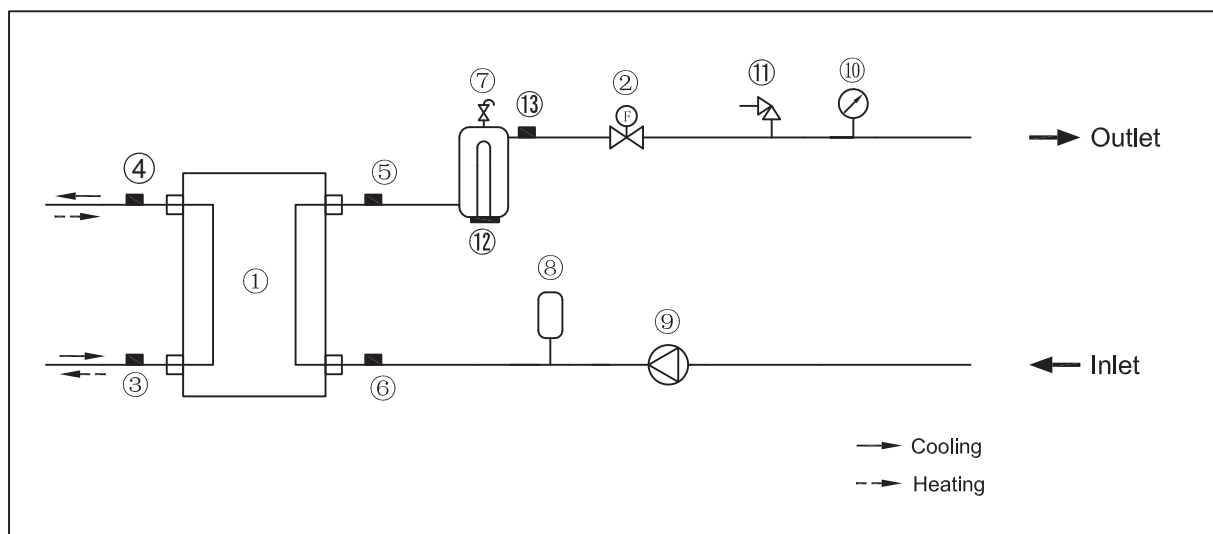 ⑦
⑬
②
⑪
⑩
F
Outlet
④
⑤
⑫
①
⑧
⑨
Inlet
③
⑥
Cooling
Heating